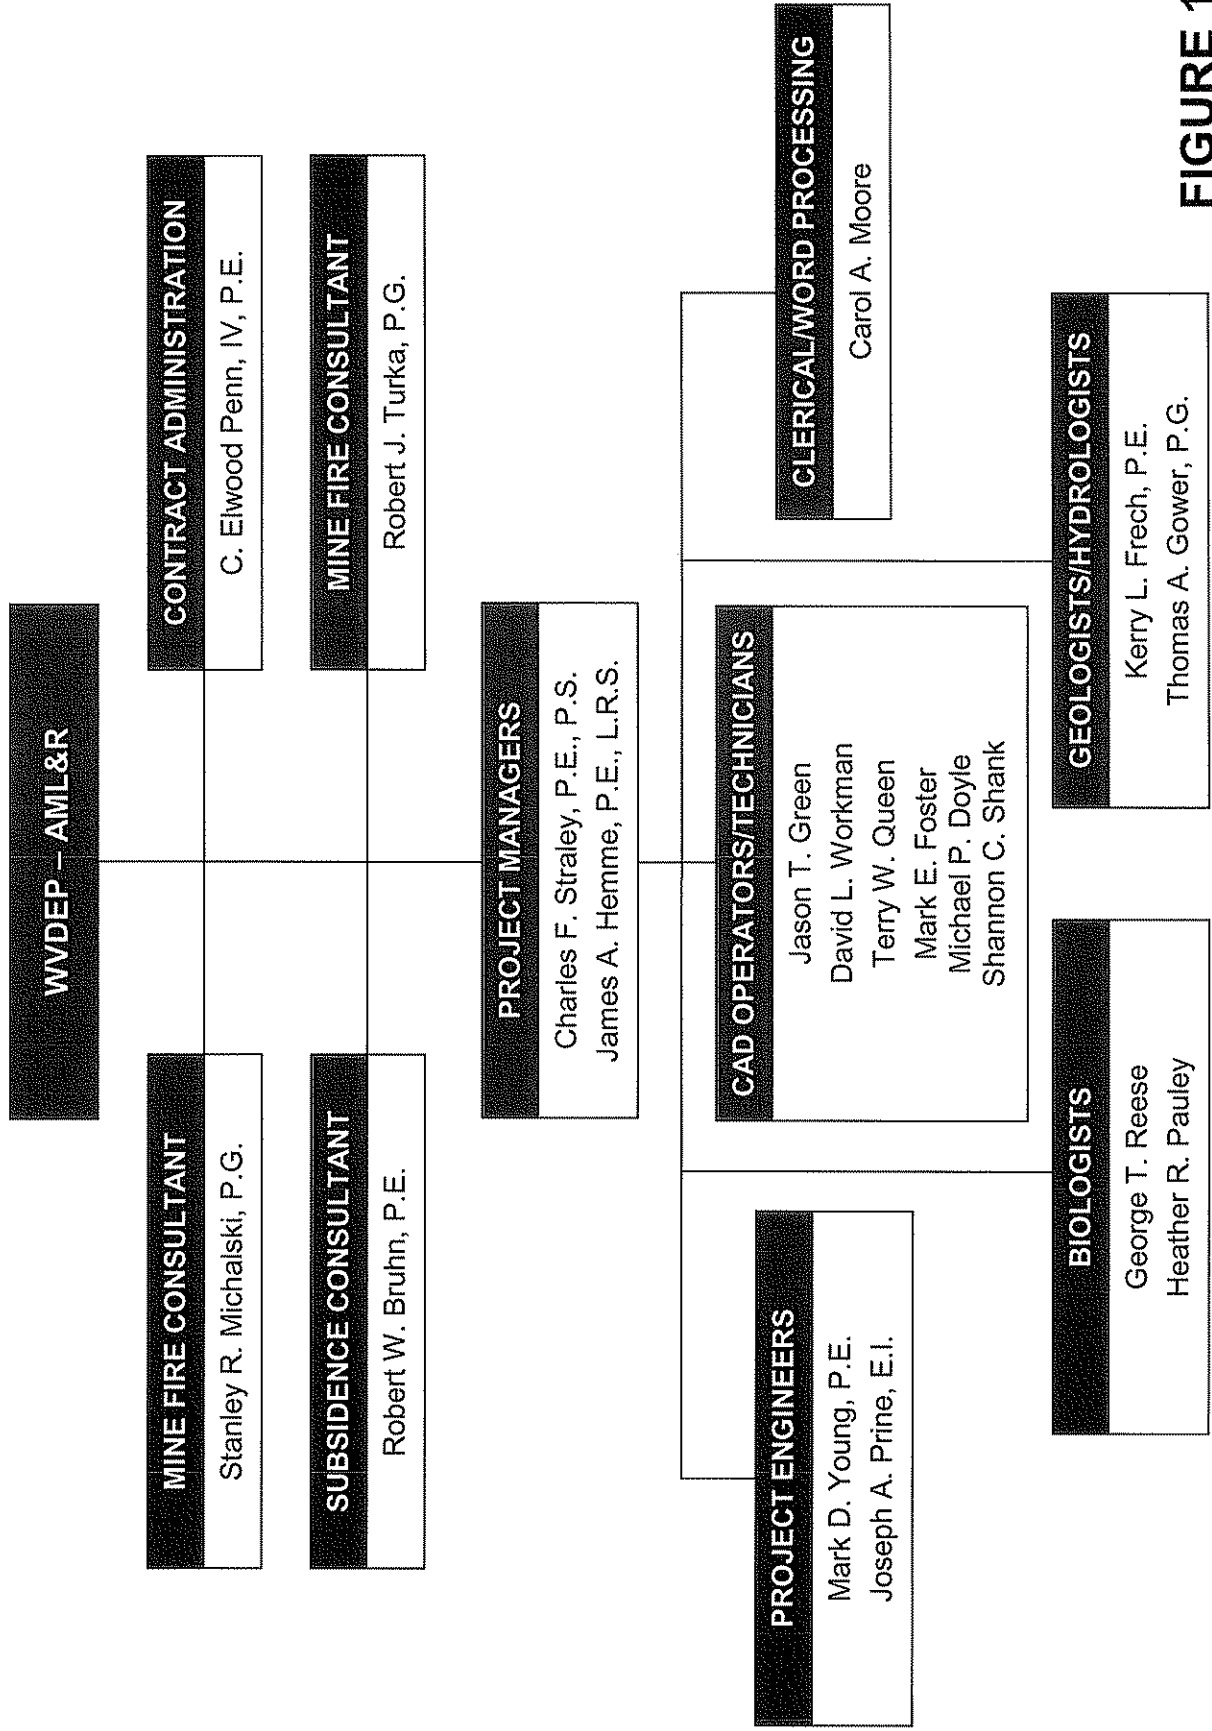 WVDEP – AML&R
MINE FIRE CONSULTANT
Stanley R. Michalski, P.G.
CONTRACT ADMINISTRATION
C. Elwood Penn, IV, P.E.
SUBSIDENCE CONSULTANT
Robert W. Bruhn, P.E.
MINE FIRE CONSULTANT
Robert J. Turka, P.G.
PROJECT MANAGERS
Charles F. Straley, P.E., P.S.
James A. Hemme, P.E., L.R.S.
PROJECT ENGINEERS
Mark D. Young, P.E.
Joseph A. Prine, E.I.
CAD OPERATORS/TECHNICIANS
Jason T. Green
David L. Workman
Terry W. Queen
Mark E. Foster
Michael P. Doyle
Shannon C. Shank
CLERICAL/WORD PROCESSING
Carol A. Moore
BIOLOGISTS
George T. Reese
Heather R. Pauley
GEOLOGISTS/HYDROLOGISTS
Kerry L. Frech, P.E.
Thomas A. Gower, P.G.
FIGURE 1